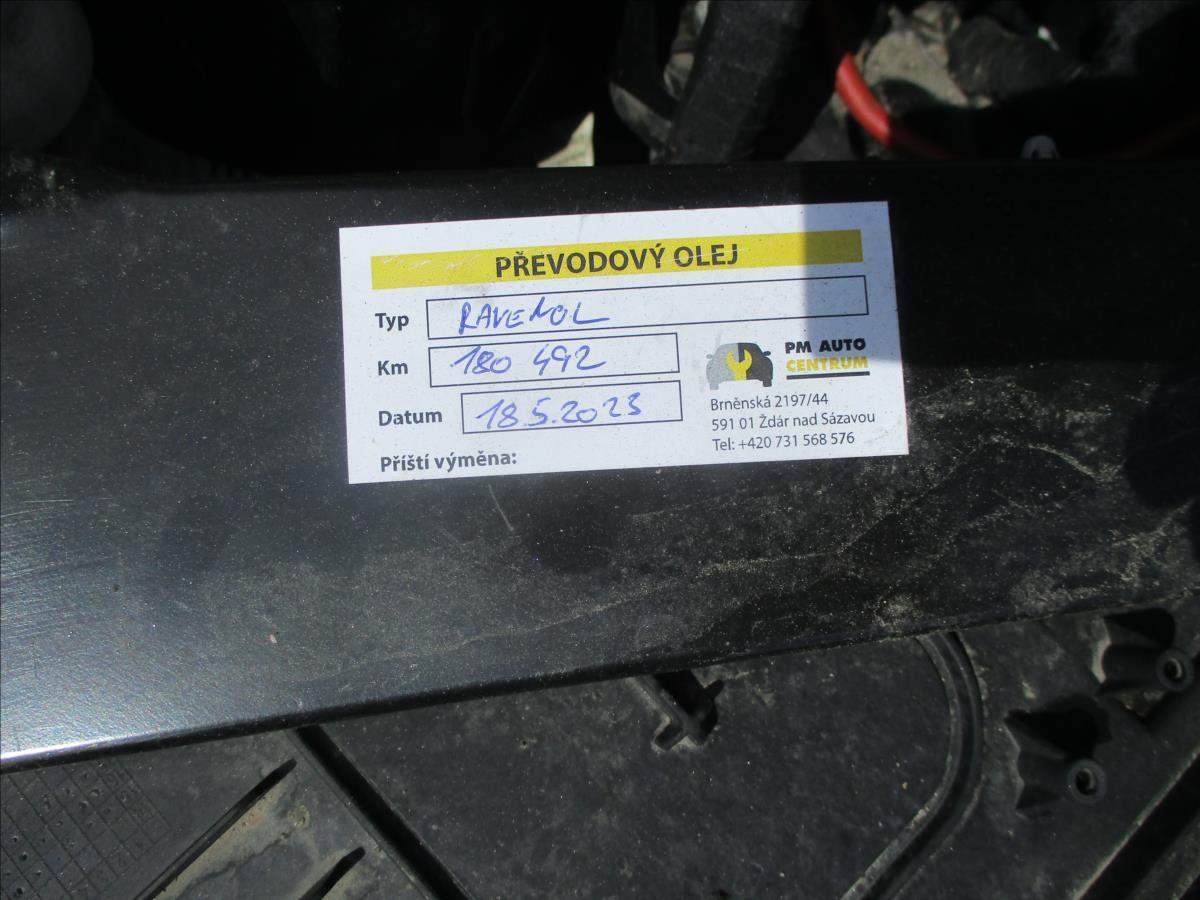 PŘEVODOVÝ OLEJ
Typ RAVENOL
Km 180 492
Datum 18.5.2023
Příští výměna:
PM AUTO
CENTRUM
Brněnská 2197/44
591 01 Žďár nad Sázavou
Tel: +420 731 568 576